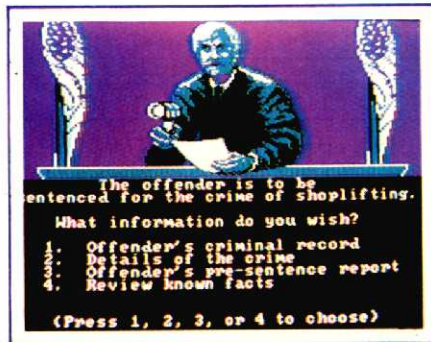 The offender is to be
sentenced for the crime of shoplifting.
What information do you wish?
1. Offender's criminal record
2. Details of the crime
3. Offender's pre-sentence report
4. Review known facts
(Press 1, 2, 3, or 4 to choose)